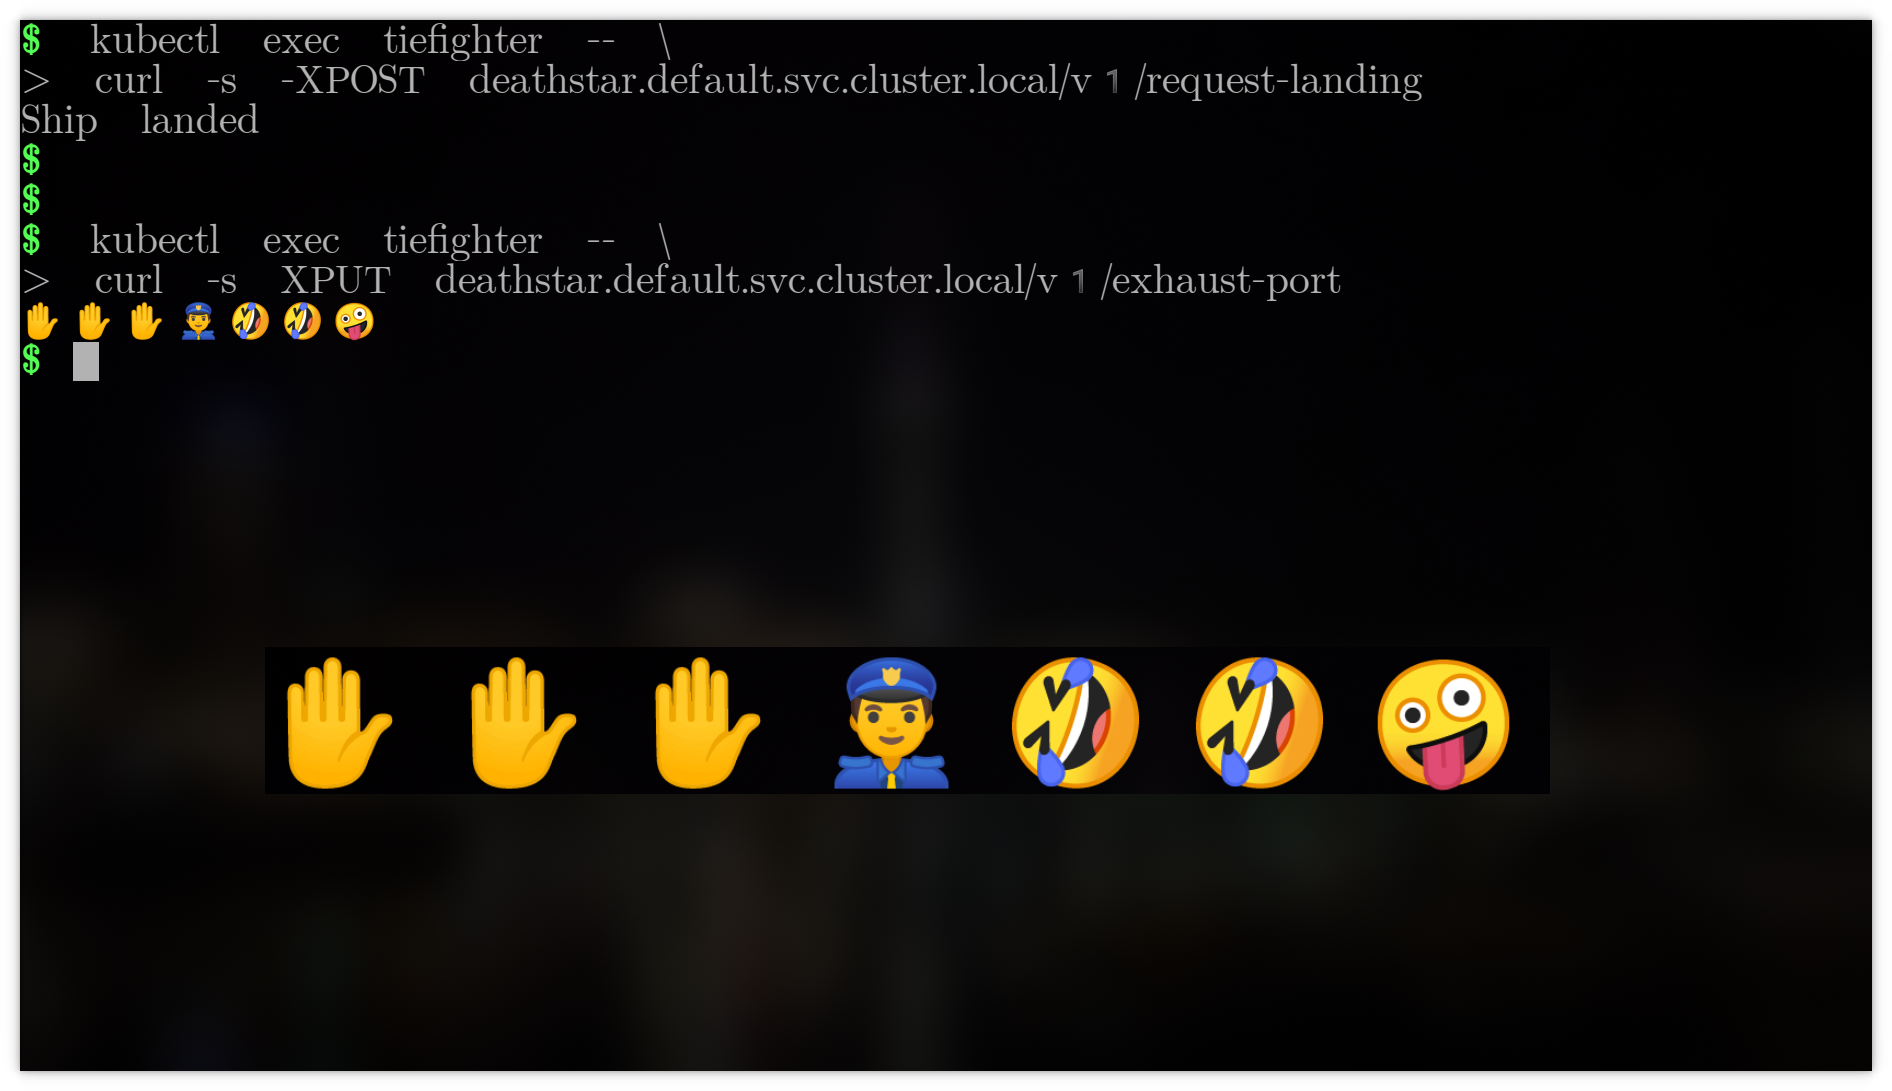 $ kubectl exec tiefighter -- \
> curl -s -XPOST deathstar.default.svc.cluster.local/v1/request-landing
Ship landed
$
$
$ kubectl exec tiefighter -- \
> curl -s XPUT deathstar.default.svc.cluster.local/v1/exhaust-port
✋✋✋👮‍♂️🤣🤣🤪
$
✋✋✋👮‍♂️🤣🤣🤪